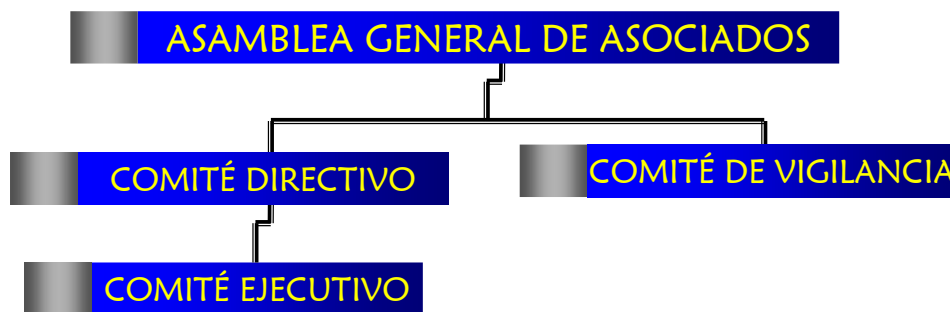 ASAMBLEA GENERAL DE ASOCIADOS
COMITÉ DIRECTIVO
COMITÉ DE VIGILANCIA
COMITÉ EJECUTIVO